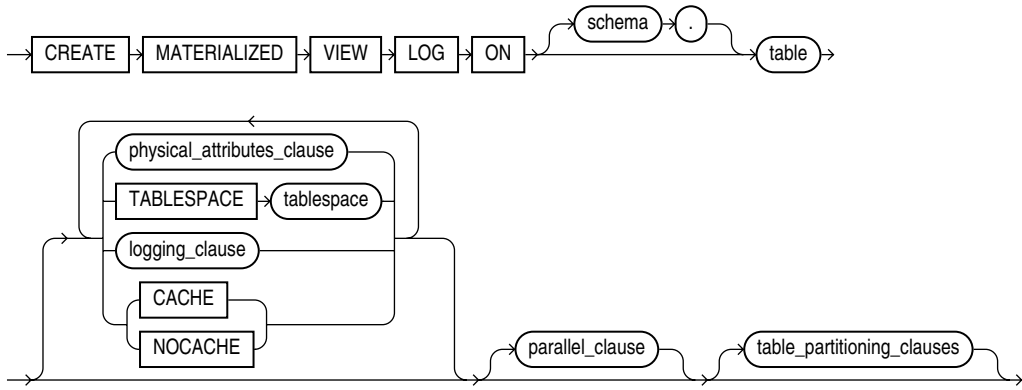 CREATE MATERIALIZED VIEW LOG ON schema . table
physical_attributes_clause
TABLESPACE tablespace
logging_clause
CACHE
NOCACHE
parallel_clause table_partitioning_clauses